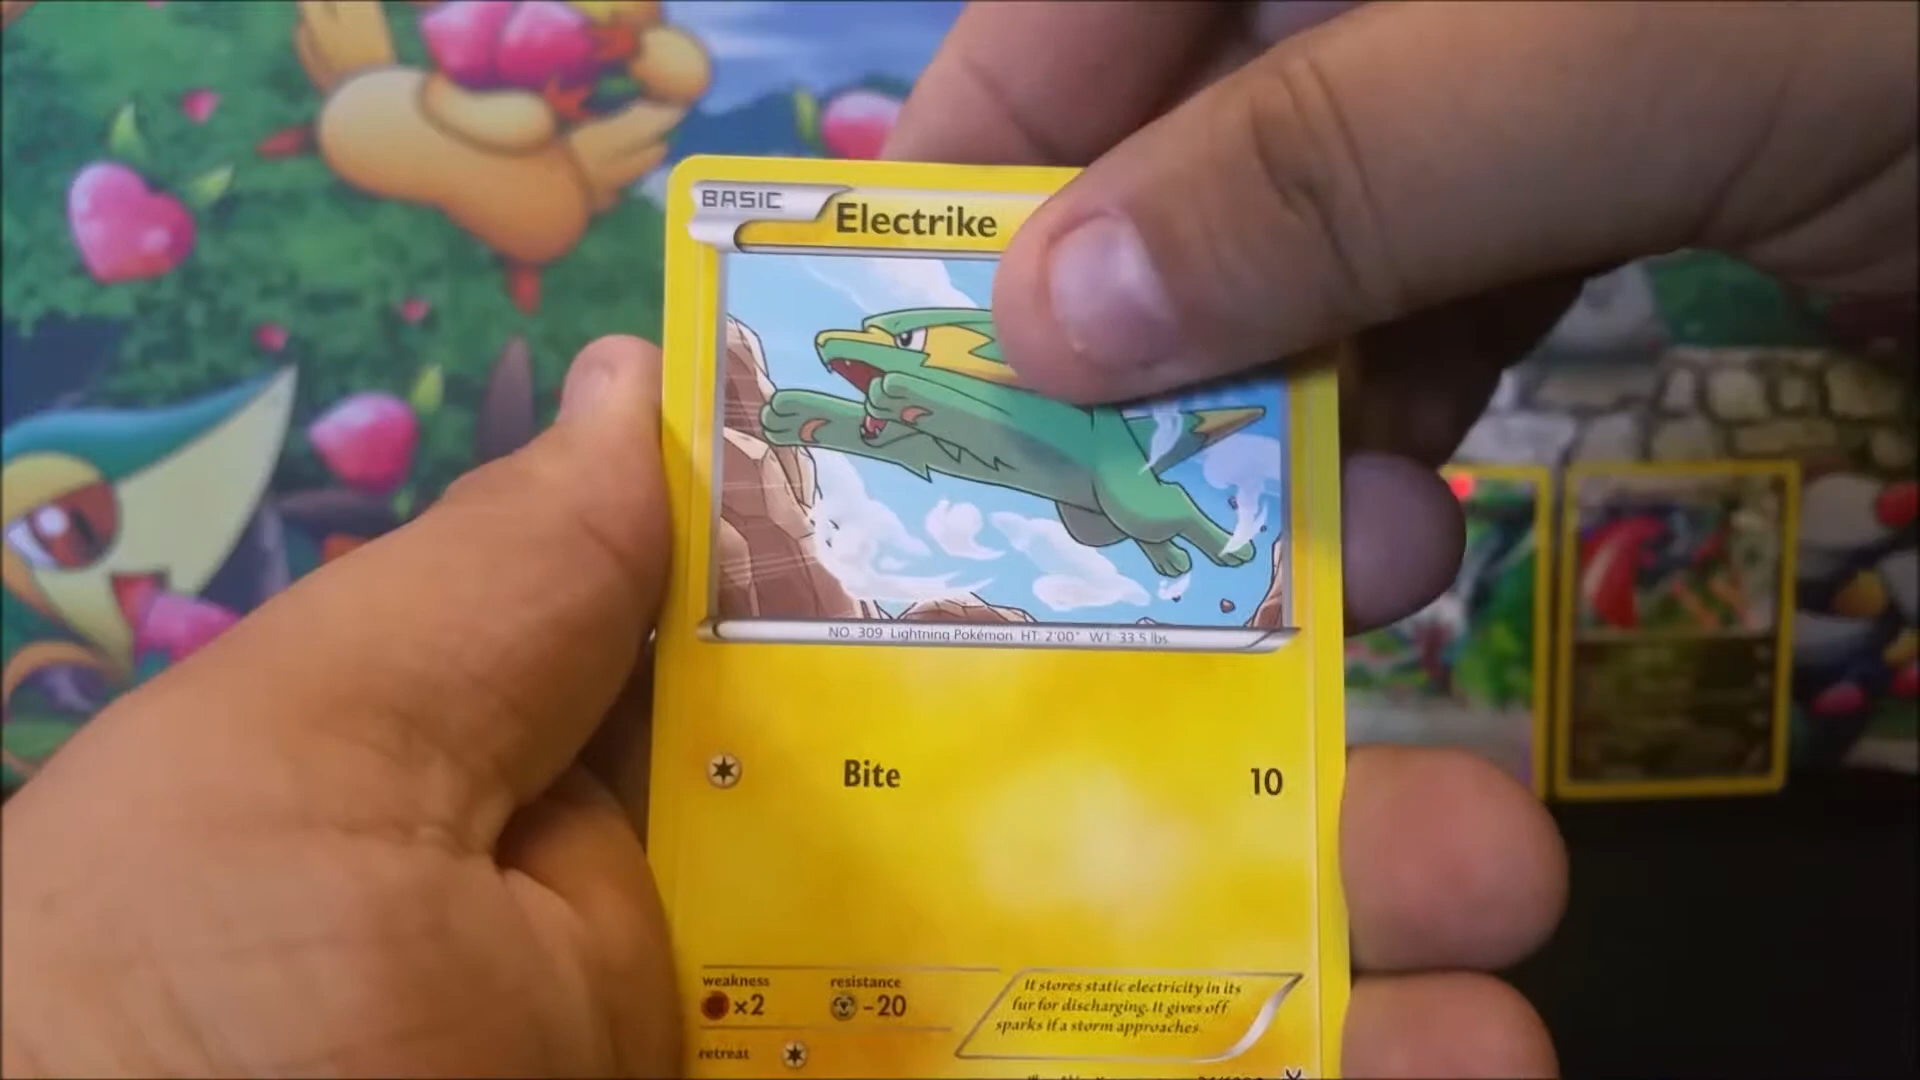 BASIC
Electrike
NO. 309 Lightning Pokémon HT: 2'00" WT: 33.5 lbs.
Bite 10
weakness resistance
×2 -20
It stores static electricity in its
fur for discharging. It gives off
sparks if a storm approaches.
retreat